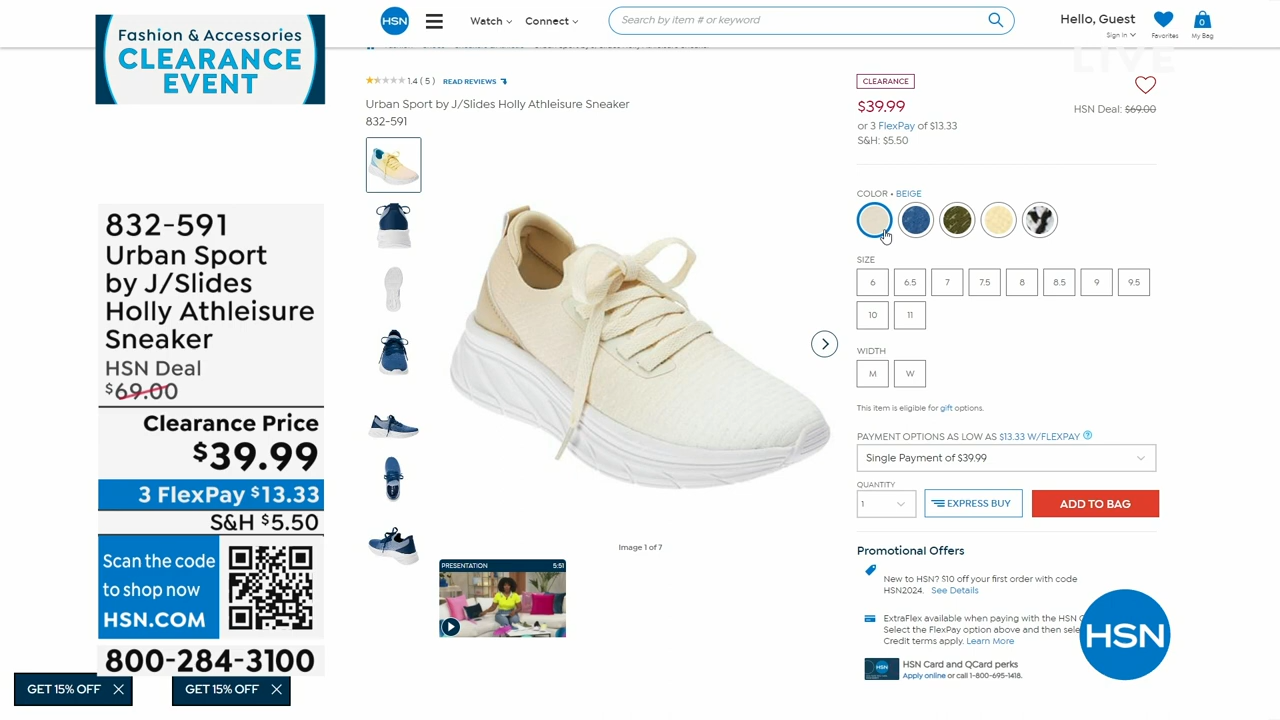 Fashion & Accessories
CLEARANCE
EVENT
HSN
Watch
Connect
Search by item # or keyword
Hello, Guest
Sign In
Favorites
0
My Bag
LIVE
1.4 ( 5 )
READ REVIEWS
Urban Sport by J/Slides Holly Athleisure Sneaker
832-591
CLEARANCE
$39.99
HSN Deal: $69.00
or 3 FlexPay of $13.33
S&H: $5.50
COLOR • BEIGE
SIZE
6 6.5 7 7.5 8 8.5 9 9.5
10 11
WIDTH
M W
This item is eligible for gift options.
PAYMENT OPTIONS AS LOW AS $13.33 W/FLEXPAY
Single Payment of $39.99
QUANTITY
1
EXPRESS BUY
ADD TO BAG
Image 1 of 7
PRESENTATION 5:51
Promotional Offers
New to HSN? $10 off your first order with code
HSN2024. See Details
ExtraFlex available when paying with the HSN
Select the FlexPay option above and then
Credit terms apply. Learn More
HSN
HSN Card and QCard perks
Apply online or call 1-800-695-1418.
HSN
832-591
Urban Sport
by J/Slides
Holly Athleisure
Sneaker
HSN Deal
$69.00
Clearance Price
$39.99
3 FlexPay $13.33
S&H $5.50
Scan the code
to shop now
HSN.COM
800-284-3100
GET 15% OFF
GET 15% OFF